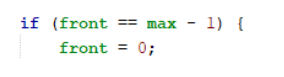 if (front == max - 1) {
    front = 0;